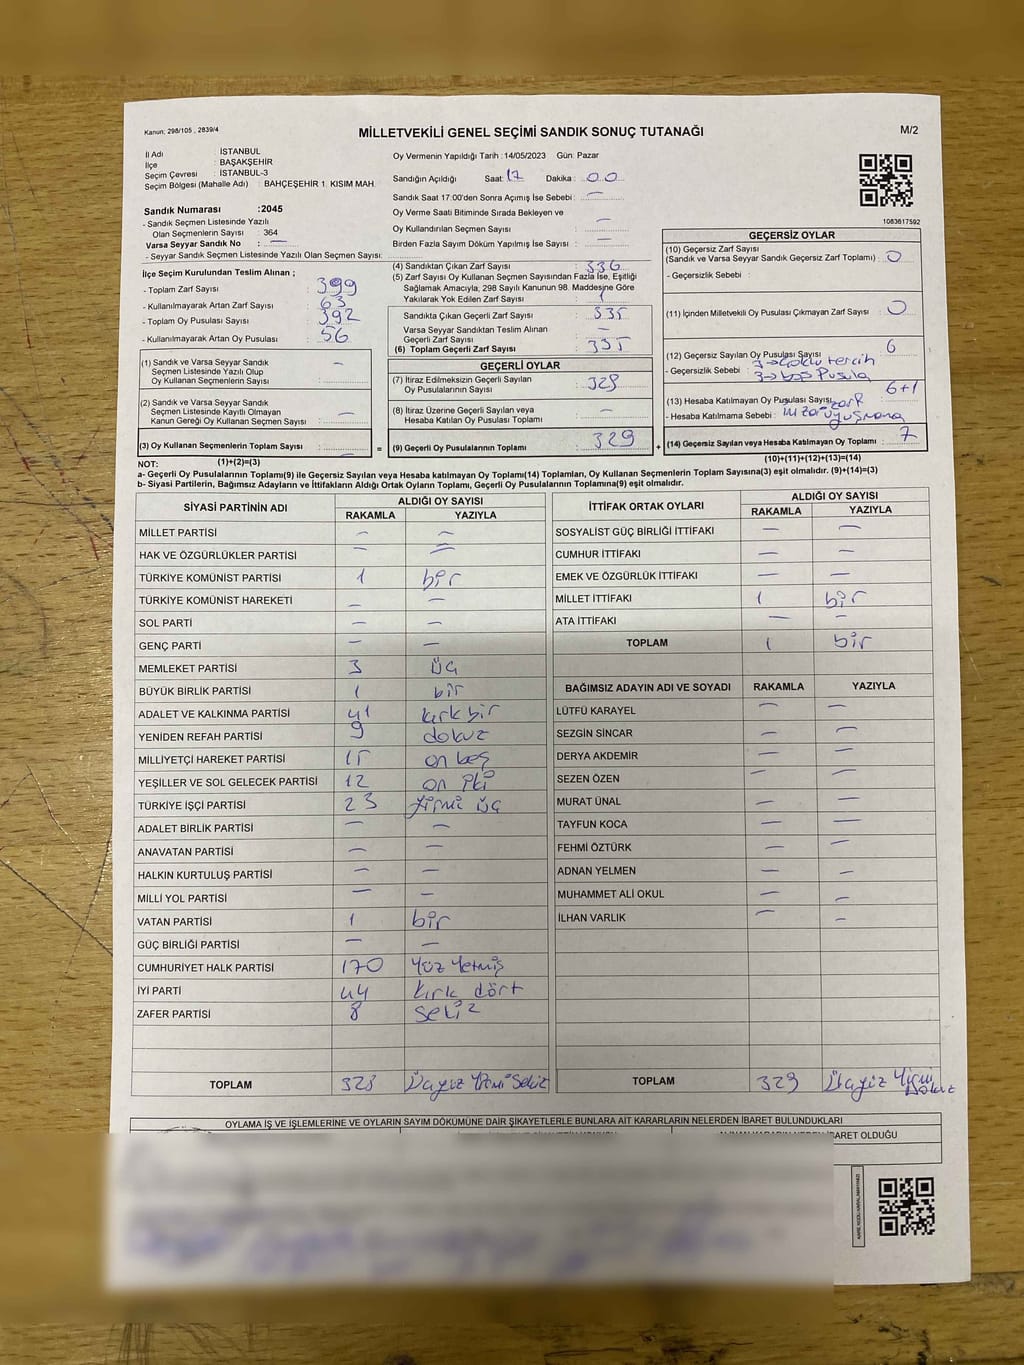 Kanun: 298/105 , 2839/4
MİLLETVEKİLİ GENEL SEÇİMİ SANDIK SONUÇ TUTANAĞI
M/2
İl Adı : İSTANBUL
İlçe : BAŞAKŞEHİR
Seçim Çevresi : İSTANBUL-3
Seçim Bölgesi (Mahalle Adı) : BAHÇEŞEHİR 1. KISIM MAH.
Sandık Numarası :2045
- Sandık Seçmen Listesinde Yazılı
Olan Seçmenlerin Sayısı : 364
Varsa Seyyar Sandık No : —
- Seyyar Sandık Seçmen Listesinde Yazılı Olan Seçmen Sayısı:
Oy Vermenin Yapıldığı Tarih :14/05/2023 Gün: Pazar
Sandığın Açıldığı Saat: 17 Dakika : 00
Sandık Saat 17:00'den Sonra Açımış İse Sebebi : —
Oy Verme Saati Bitiminde Sırada Bekleyen ve
Oy Kullandırılan Seçmen Sayısı : —
Birden Fazla Sayım Döküm Yapılmış İse Sayısı : —
1083617592
İlçe Seçim Kurulundan Teslim Alınan ;
- Toplam Zarf Sayısı : 399
- Kullanılmayarak Artan Zarf Sayısı : 63
- Toplam Oy Pusulası Sayısı : 392
- Kullanılmayarak Artan Oy Pusulası : 56
(4) Sandıktan Çıkan Zarf Sayısı : 336
(5) Zarf Sayısı Oy Kullanan Seçmen Sayısından Fazla İse, Eşitliği
Sağlamak Amacıyla, 298 Sayılı Kanunun 98. Maddesine Göre
Yakılarak Yok Edilen Zarf Sayısı : 1
Sandıkta Çıkan Geçerli Zarf Sayısı : 335
Varsa Seyyar Sandıktan Teslim Alınan
Geçerli Zarf Sayısı : —
(6) Toplam Geçerli Zarf Sayısı : 335
GEÇERSİZ OYLAR
(10) Geçersiz Zarf Sayısı
(Sandık ve Varsa Seyyar Sandık Geçersiz Zarf Toplamı) : 0
- Geçersizlik Sebebi :
(11) İçinden Milletvekili Oy Pusulası Çıkmayan Zarf Sayısı : 0
(12) Geçersiz Sayılan Oy Pusulası Sayısı 6
- Geçersizlik Sebebi : 3→ Çoklu tercih
3→ boş Pusula
(13) Hesaba Katılmayan Oy Pusulası Sayısı : 6+1
- Hesaba Katılmama Sebebi : zarf
uyuşmama
(14) Geçersiz Sayılan veya Hesaba Katılmayan Oy Toplamı : 7
(10)+(11)+(12)+(13)=(14)
(1) Sandık ve Varsa Seyyar Sandık
Seçmen Listesinde Yazılı Olup
Oy Kullanan Seçmenlerin Sayısı : —
(2) Sandık ve Varsa Seyyar Sandık
Seçmen Listesinde Kayıtlı Olmayan
Kanun Gereği Oy Kullanan Seçmen Sayısı : —
(3) Oy Kullanan Seçmenlerin Toplam Sayısı : —
(1)+(2)=(3)
GEÇERLİ OYLAR
(7) İtiraz Edilmeksizin Geçerli Sayılan
Oy Pusulalarının Sayısı : 329
(8) İtiraz Üzerine Geçerli Sayılan veya
Hesaba Katılan Oy Pusulası Sayısı : —
= (9) Geçerli Oy Pusulalarının Toplamı : 329 +
NOT:
a- Geçerli Oy Pusulalarının Toplamı(9) ile Geçersiz Sayılan veya Hesaba katılmayan Oy Toplamı(14) Toplamları, Oy Kullanan Seçmenlerin Toplam Sayısına(3) eşit olmalıdır. (9)+(14)=(3)
b- Siyasi Partilerin, Bağımsız Adayların ve İttifakların Aldığı Ortak Oyların Toplamı, Geçerli Oy Pusulalarının Toplamına(9) eşit olmalıdır.
SİYASİ PARTİNİN ADI
ALDIĞI OY SAYISI
RAKAMLA YAZIYLA
MİLLET PARTİSİ — —
HAK VE ÖZGÜRLÜKLER PARTİSİ — —
TÜRKİYE KOMÜNİST PARTİSİ 1 bir
TÜRKİYE KOMÜNİST HAREKETİ — —
SOL PARTİ — —
GENÇ PARTİ — —
MEMLEKET PARTİSİ 3 üç
BÜYÜK BİRLİK PARTİSİ 1 bir
ADALET VE KALKINMA PARTİSİ 41 kırk bir
YENİDEN REFAH PARTİSİ 9 dokuz
MİLLİYETÇİ HAREKET PARTİSİ 15 on beş
YEŞİLLER VE SOL GELECEK PARTİSİ 12 on iki
TÜRKİYE İŞÇİ PARTİSİ 23 yirmi üç
ADALET BİRLİK PARTİSİ — —
ANAVATAN PARTİSİ — —
HALKIN KURTULUŞ PARTİSİ — —
MİLLİ YOL PARTİSİ — —
VATAN PARTİSİ 1 bir
GÜÇ BİRLİĞİ PARTİSİ — —
CUMHURİYET HALK PARTİSİ 170 Yüz Yetmiş
İYİ PARTİ 44 kırk dört
ZAFER PARTİSİ 8 sekiz
TOPLAM 328 Üçyüz Yirmi Sekiz
İTTİFAK ORTAK OYLARI
ALDIĞI OY SAYISI
RAKAMLA YAZIYLA
SOSYALİST GÜÇ BİRLİĞİ İTTİFAKI — —
CUMHUR İTTİFAKI — —
EMEK VE ÖZGÜRLÜK İTTİFAKI — —
MİLLET İTTİFAKI 1 bir
ATA İTTİFAKI — —
TOPLAM 1 bir
BAĞIMSIZ ADAYIN ADI VE SOYADI RAKAMLA YAZIYLA
LÜTFÜ KARAYEL — —
SEZGİN SİNCAR — —
DERYA AKDEMİR — —
SEZEN ÖZEN — —
MURAT ÜNAL — —
TAYFUN KOCA — —
FEHMİ ÖZTÜRK — —
ADNAN YELMEN — —
MUHAMMET ALİ OKUL — —
İLHAN VARLIK — —
TOPLAM 329 Üçyüz Yirmi Dokuz
OYLAMA İŞ VE İŞLEMLERİNE VE OYLARIN SAYIM DÖKÜMÜNE DAİR ŞİKAYETLERLE BUNLARA AİT KARARLARIN NELERDEN İBARET BULUNDUKLARI
İBARET OLDUĞU